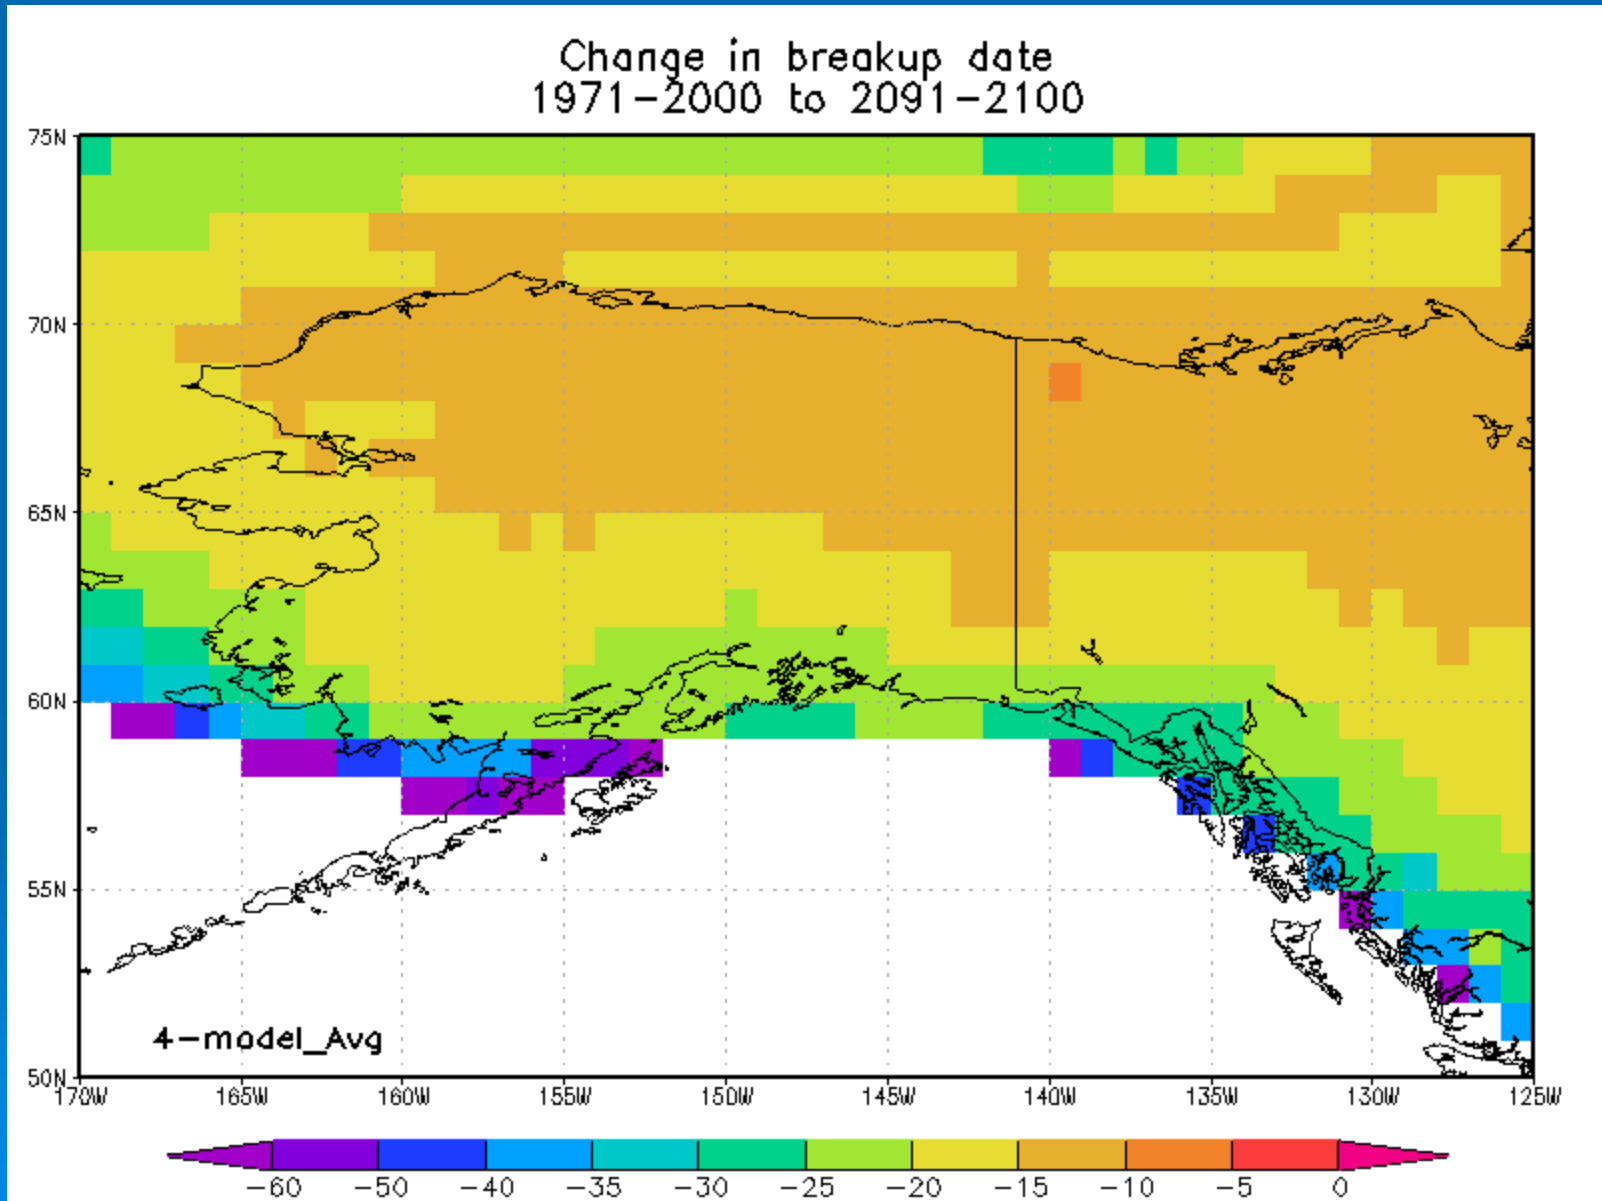 Change in breakup date
1971-2000 to 2091-2100
75N
70N
65N
60N
55N
50N
4-model_Avg
170W 165W 160W 155W 150W 145W 140W 135W 130W 125W
-60 -50 -40 -35 -30 -25 -20 -15 -10 -5 0